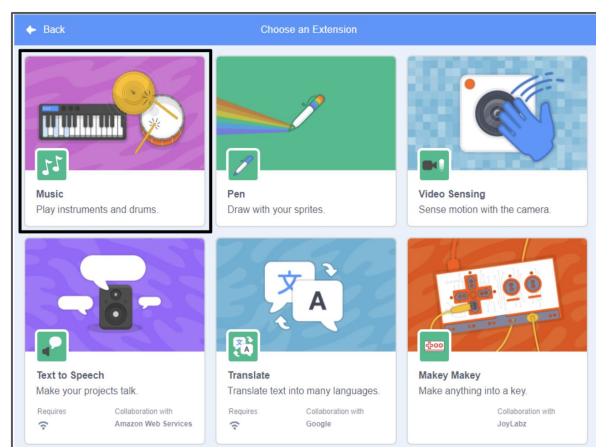 Back
Choose an Extension
Music
Play instruments and drums.
Pen
Draw with your sprites.
Video Sensing
Sense motion with the camera.
文
A
Text to Speech
Make your projects talk.
Requires
Collaboration with
Amazon Web Services
Translate
Translate text into many languages.
Requires
Collaboration with
Google
Makey Makey
Make anything into a key.
Collaboration with
JoyLabz